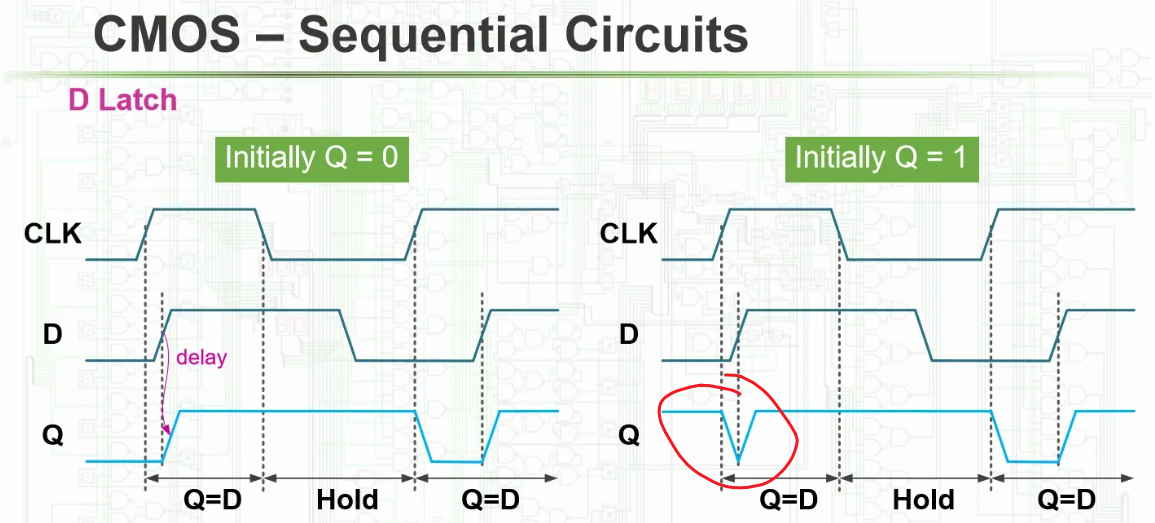 CMOS – Sequential Circuits
D Latch
Initially Q = 0
Initially Q = 1
CLK
D
delay
Q
Q=D
Hold
Q=D
CLK
D
Q
Q=D
Hold
Q=D